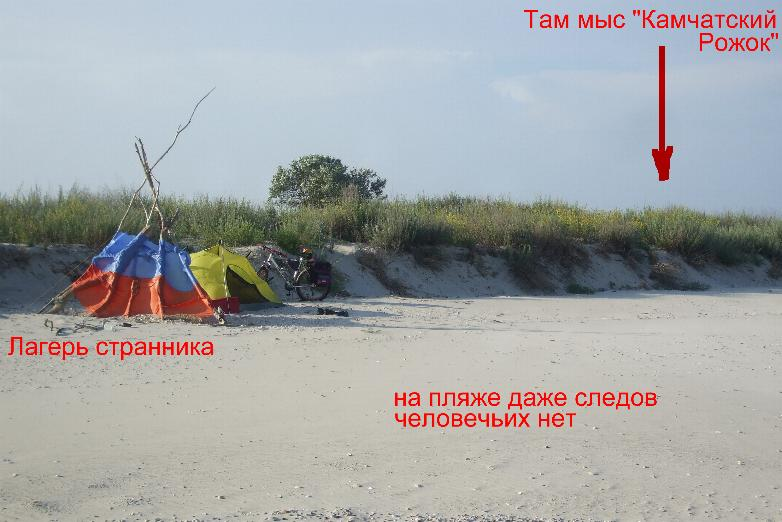 Там мыс "Камчатский
Рожок"
Лагерь странника
на пляже даже следов
человечьих нет